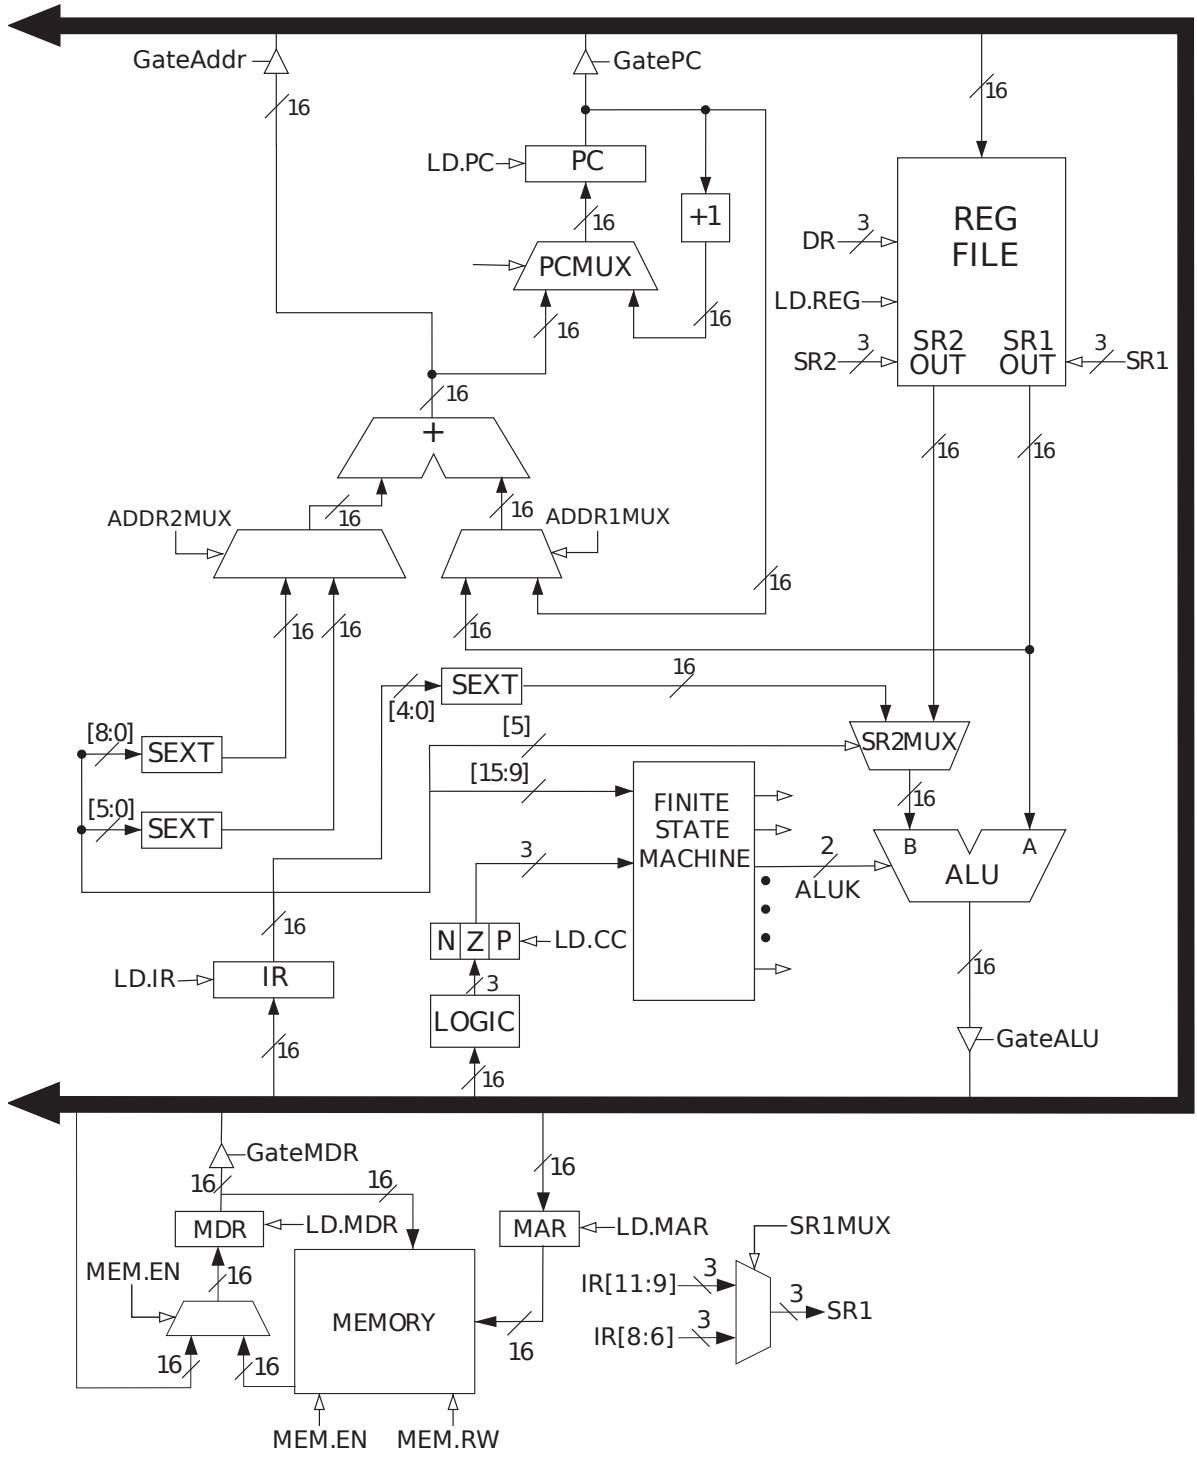 GateAddr
GatePC
16
16
LD.PC
PC
+1
16
PCMUX
16
16
REG
FILE
DR
3
LD.REG
SR2
3
SR2
OUT
SR1
OUT
3
SR1
16
+
16
16
ADDR2MUX
16
16
ADDR1MUX
16
16
16
16
[8:0]
SEXT
[5:0]
SEXT
[4:0]
SEXT
16
[5]
SR2MUX
[15:9]
16
FINITE
STATE
MACHINE
3
2
ALUK
B
A
ALU
16
N
Z
P
LD.CC
3
LOGIC
16
16
LD.IR
IR
16
16
GateALU
GateMDR
16
16
16
MDR
LD.MDR
MAR
LD.MAR
MEM.EN
16
MEMORY
16
16
16
MEM.EN
MEM.RW
SR1MUX
IR[11:9]
3
3
SR1
IR[8:6]
3